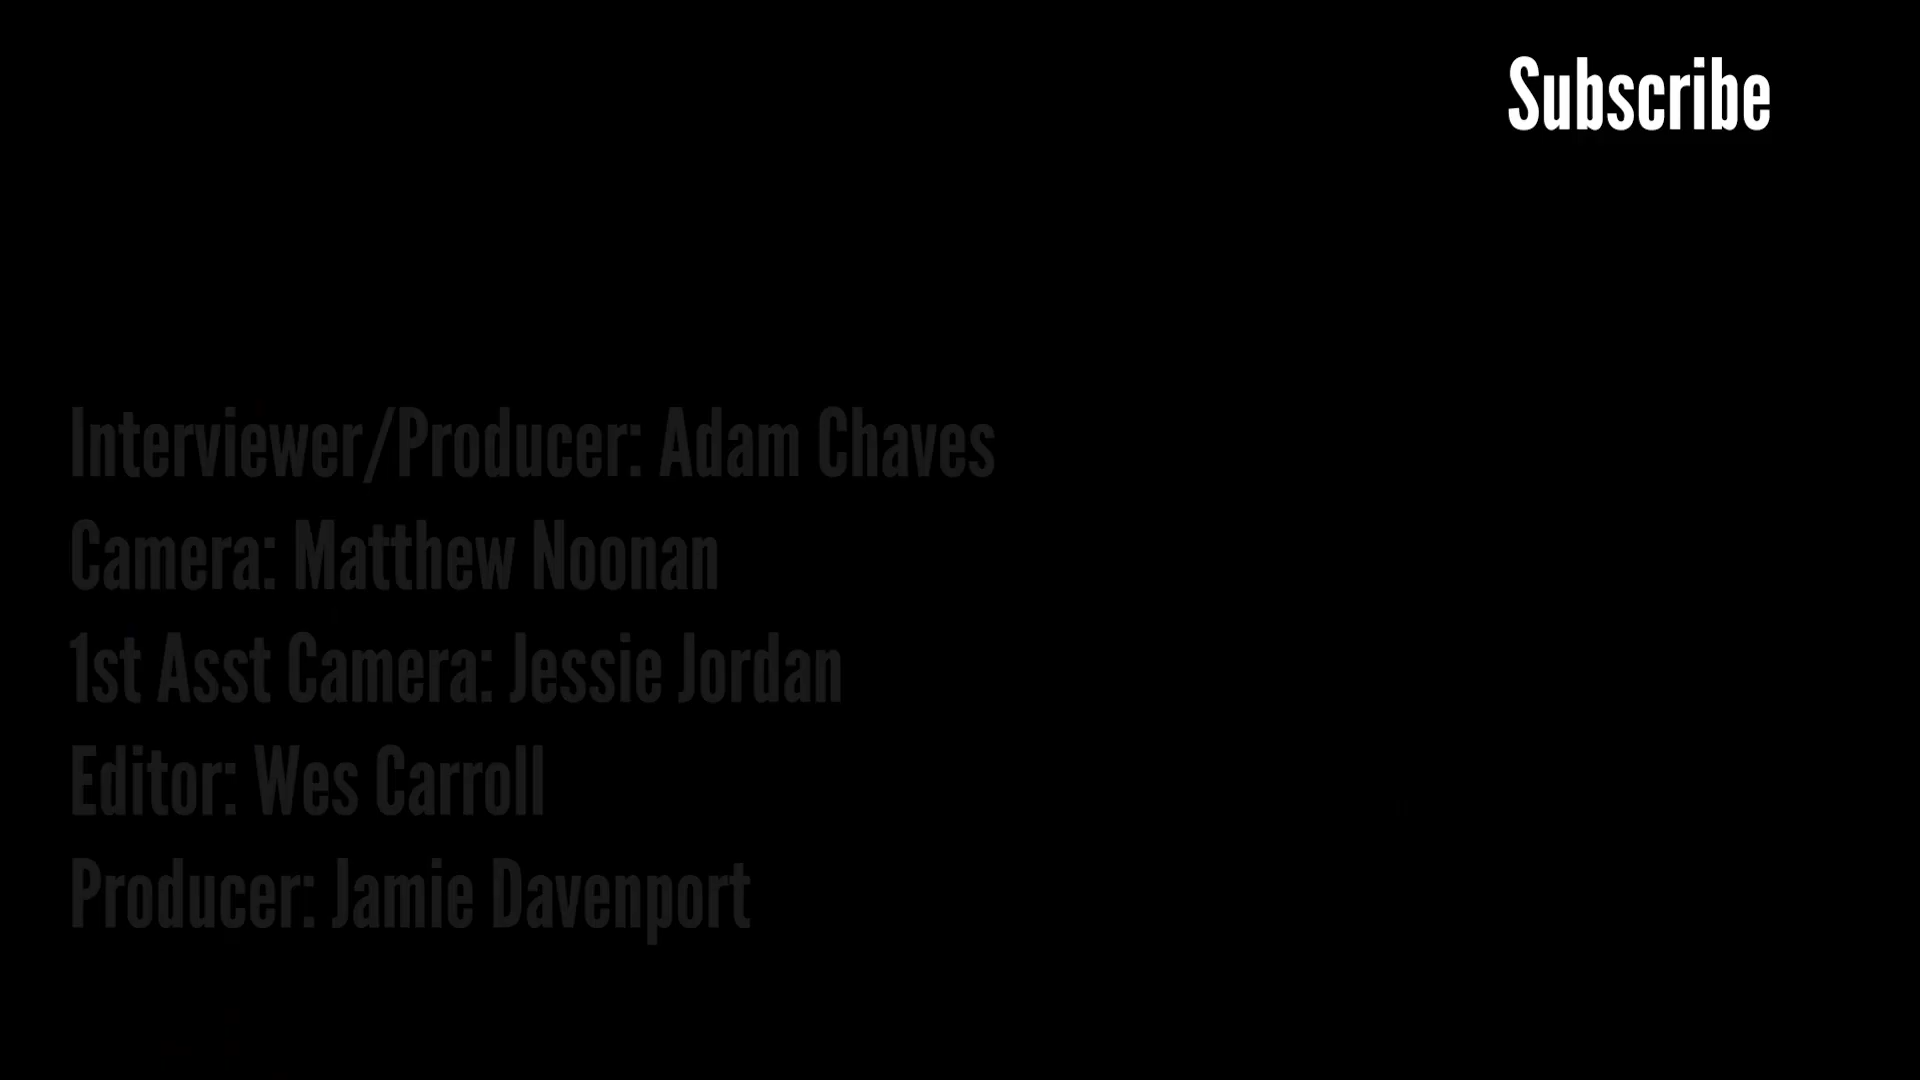 Subscribe
Interviewer/Producer: Adam Chaves
Camera: Matthew Noonan
1st Asst Camera: Jessie Jordan
Editor: Wes Carroll
Producer: Jamie Davenport